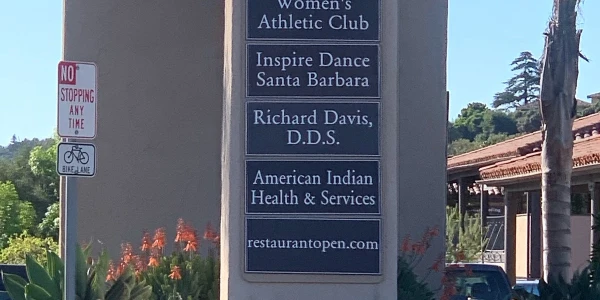 Women's
Athletic Club
Inspire Dance
Santa Barbara
Richard Davis,
D.D.S.
American Indian
Health & Services
restaurantopen.com
NO
STOPPING
ANY
TIME
BIKE LANE